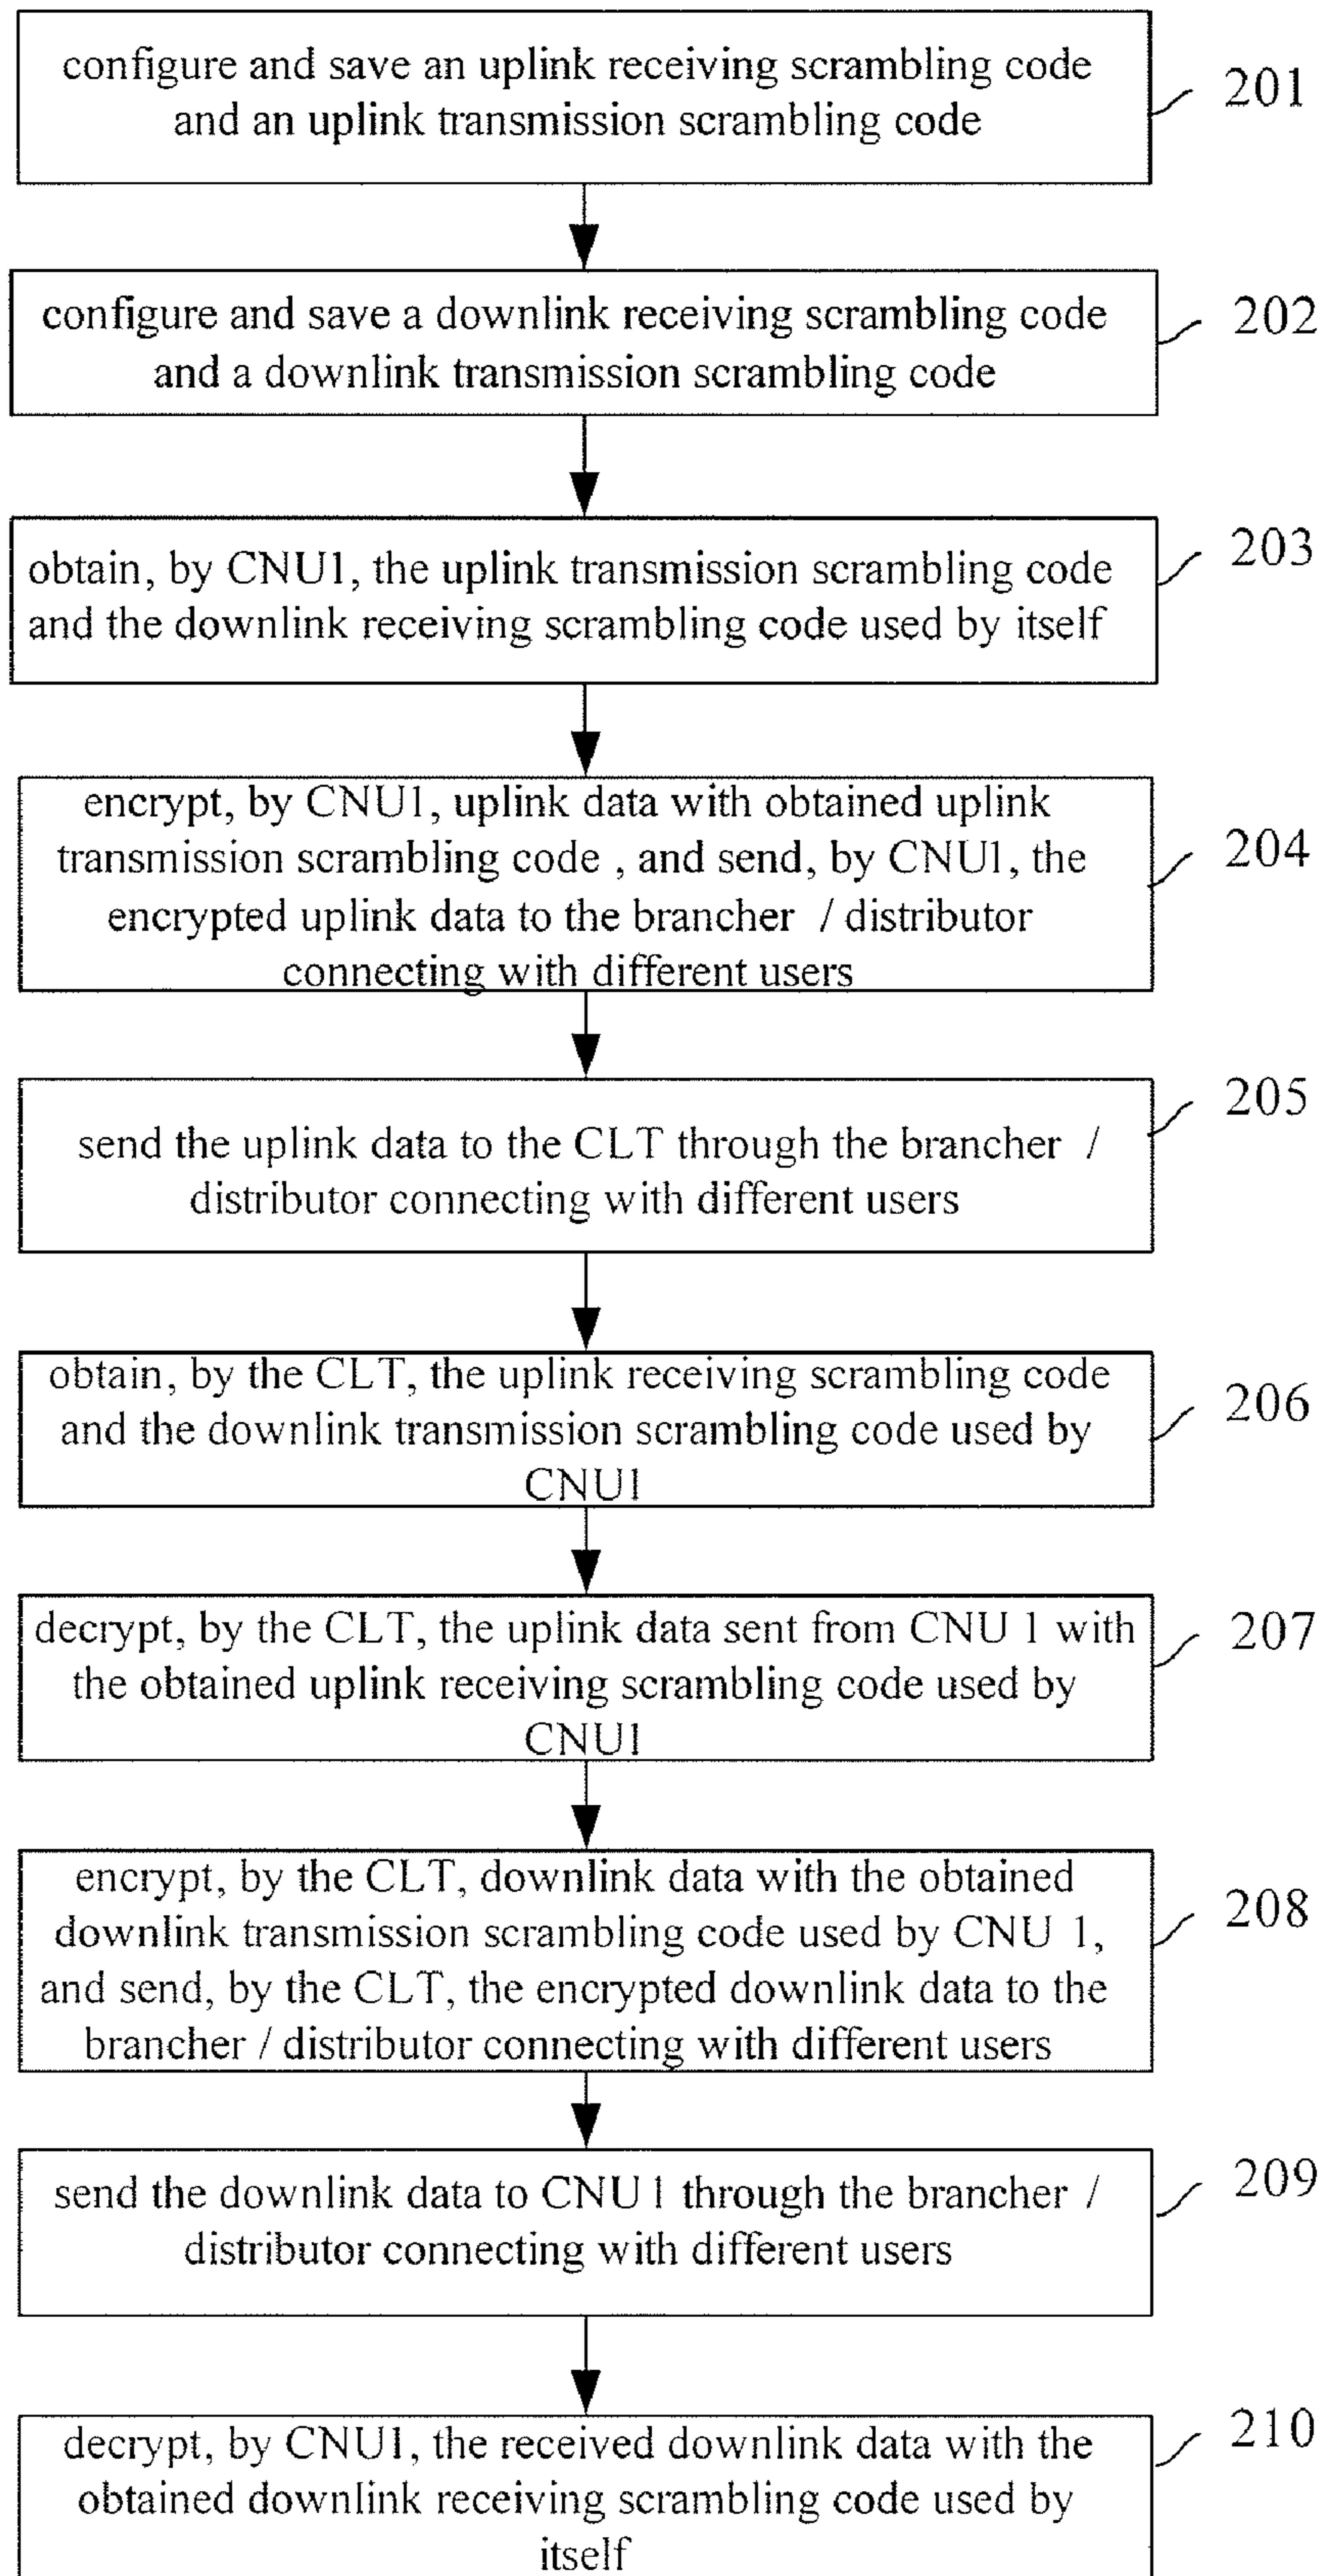 configure and save an uplink receiving scrambling code
and an uplink transmission scrambling code
201
configure and save a downlink receiving scrambling code
and a downlink transmission scrambling code
202
obtain, by CNU1, the uplink transmission scrambling code
and the downlink receiving scrambling code used by itself
203
encrypt, by CNU1, uplink data with obtained uplink
transmission scrambling code , and send, by CNU1, the
encrypted uplink data to the brancher / distributor
connecting with different users
204
send the uplink data to the CLT through the brancher /
distributor connecting with different users
205
obtain, by the CLT, the uplink receiving scrambling code
and the downlink transmission scrambling code used by
CNU1
206
decrypt, by the CLT, the uplink data sent from CNU 1 with
the obtained uplink receiving scrambling code used by
CNU1
207
encrypt, by the CLT, downlink data with the obtained
downlink transmission scrambling code used by CNU 1,
and send, by the CLT, the encrypted downlink data to the
brancher / distributor connecting with different users
208
send the downlink data to CNU 1 through the brancher /
distributor connecting with different users
209
decrypt, by CNU1, the received downlink data with the
obtained downlink receiving scrambling code used by
itself
210